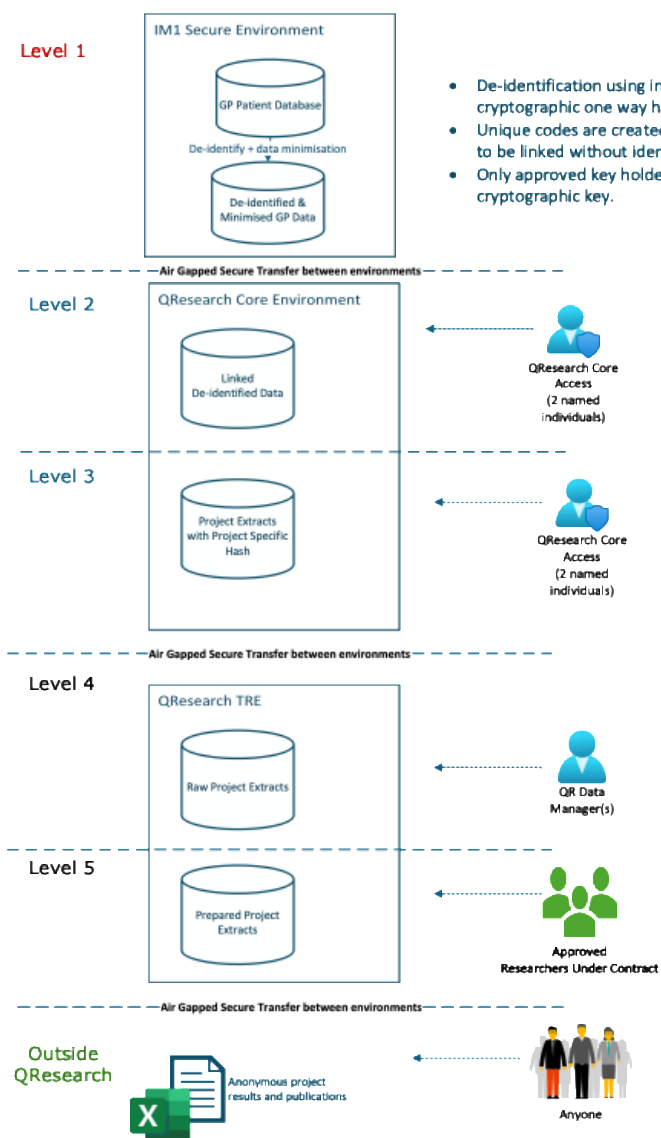 IM1 Secure Environment
Level 1
GP Patient Database
De-identify + data minimisation
De-identified &
Minimised GP Data
• De-identification using in
cryptographic one way h
• Unique codes are created
to be linked without iden
• Only approved key holde
cryptographic key.
Air Gapped Secure Transfer between environments
Level 2
QResearch Core Environment
Linked
De-identified Data
QResearch Core
Access
(2 named
individuals)
Level 3
Project Extracts
with Project Specific
Hash
QResearch Core
Access
(2 named
individuals)
Air Gapped Secure Transfer between environments
Level 4
QResearch TRE
Raw Project Extracts
QR Data
Manager(s)
Level 5
Prepared Project
Extracts
Approved
Researchers Under Contract
Air Gapped Secure Transfer between environments
Outside
QResearch
X
Anonymous project
results and publications
Anyone